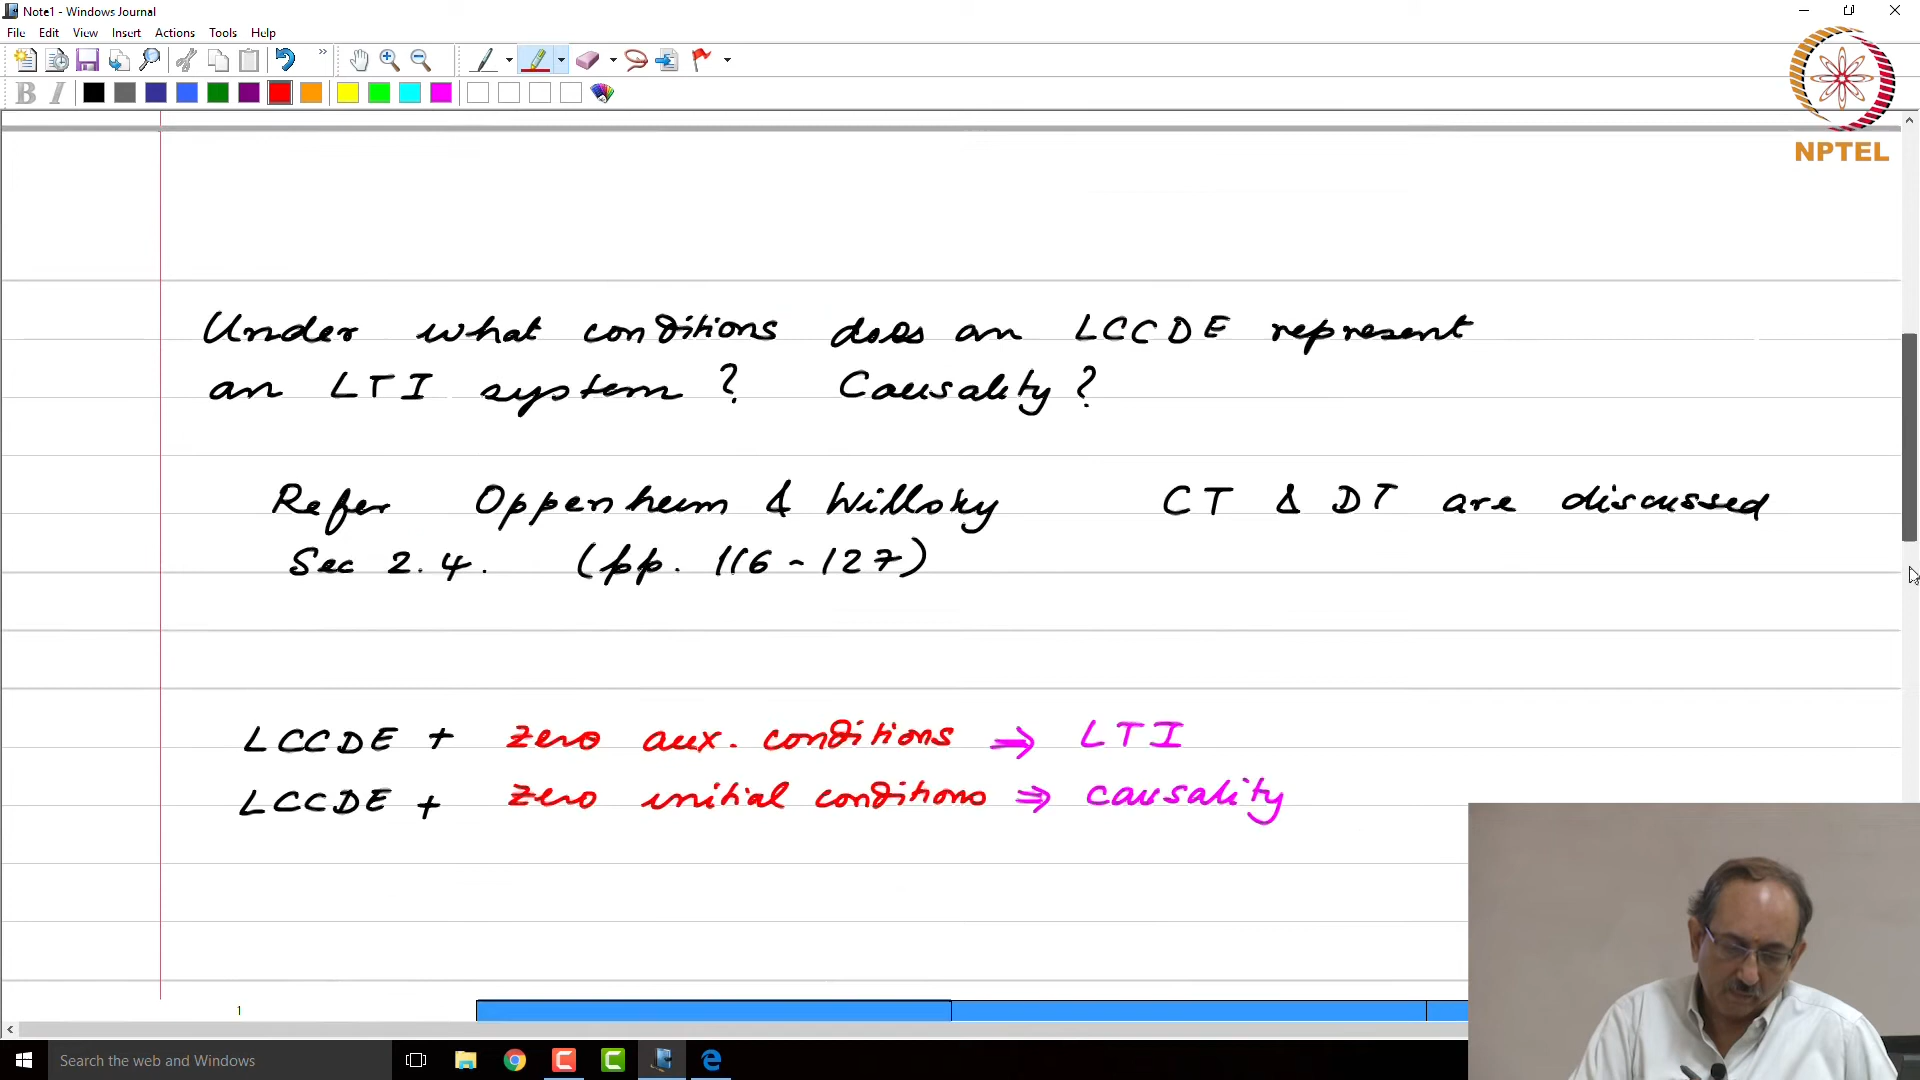 Note1 - Windows Journal
File Edit View Insert Actions Tools Help
B I
NPTEL
Under what conditions does an LCCDE represent
an LTI system ? Causality ?
Refer Oppenheim & Willsky CT & DT are discussed
Sec 2.4. (pp. 116 - 127)
LCCDE + zero aux. conditions ⇒ LTI
LCCDE + zero initial conditions ⇒ causality
1
Search the web and Windows